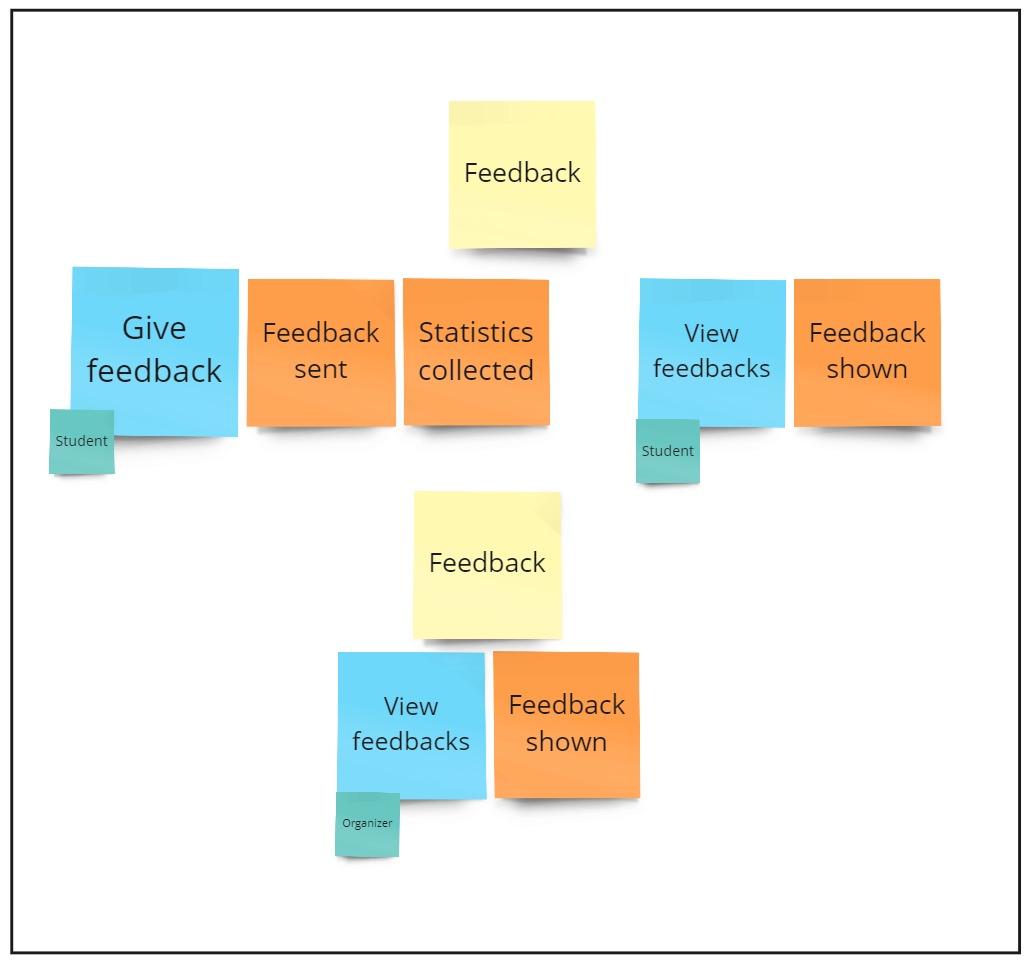 Feedback
Give
feedback
Student
Feedback
sent
Statistics
collected
View
feedbacks
Student
Feedback
shown
Feedback
View
feedbacks
Organizer
Feedback
shown